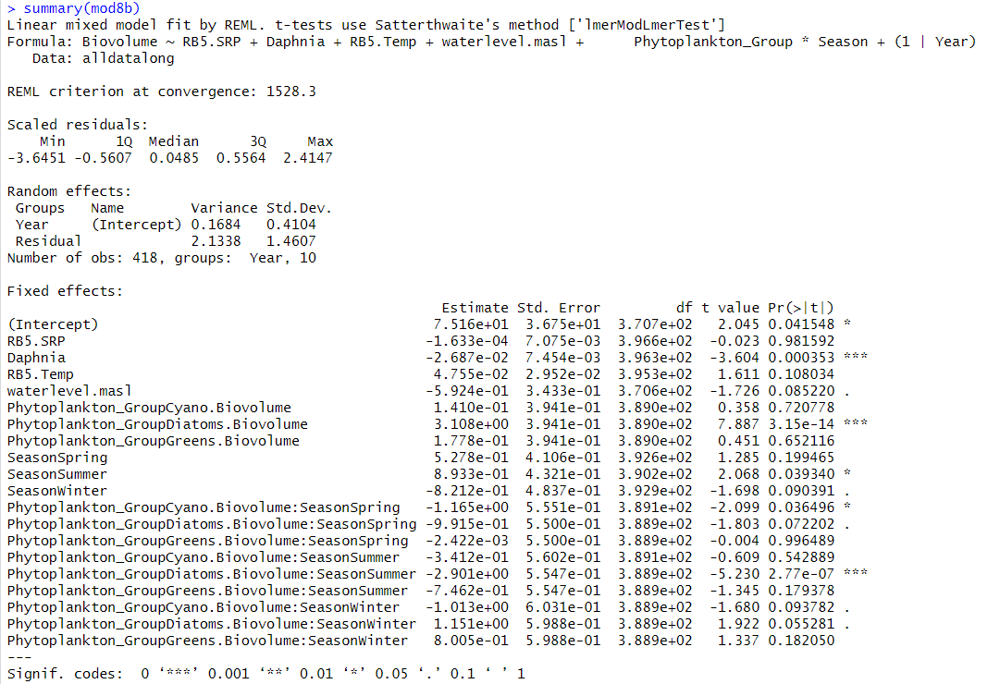 > summary(mod8b)
Linear mixed model fit by REML. t-tests use Satterthwaite's method ['lmerModLmerTest']
Formula: Biovolume ~ RB5.SRP + Daphnia + RB5.Temp + waterlevel.masl +      Phytoplankton_Group * Season + (1 | Year)
   Data: alldatalong

REML criterion at convergence: 1528.3

Scaled residuals:
    Min      1Q  Median      3Q     Max
-3.6451 -0.5607  0.0485  0.5564  2.4147

Random effects:
 Groups   Name        Variance Std.Dev.
 Year     (Intercept) 0.1684   0.4104
 Residual             2.1338   1.4607
Number of obs: 418, groups:  Year, 10

Fixed effects:
                                                   Estimate Std. Error         df t value Pr(>|t|)
(Intercept)                                       7.516e+01  3.675e+01  3.707e+02   2.045 0.041548 *
RB5.SRP                                          -1.633e-04  7.075e-03  3.966e+02  -0.023 0.981592
Daphnia                                          -2.687e-02  7.454e-03  3.963e+02  -3.604 0.000353 ***
RB5.Temp                                          4.755e-02  2.952e-02  3.953e+02   1.611 0.108034
waterlevel.masl                                  -5.924e-01  3.433e-01  3.706e+02  -1.726 0.085220 .
Phytoplankton_GroupCyano.Biovolume                1.410e-01  3.941e-01  3.890e+02   0.358 0.720778
Phytoplankton_GroupDiatoms.Biovolume              3.108e+00  3.941e-01  3.890e+02   7.887 3.15e-14 ***
Phytoplankton_GroupGreens.Biovolume               1.778e-01  3.941e-01  3.890e+02   0.451 0.652116
SeasonSpring                                      5.278e-01  4.106e-01  3.926e+02   1.285 0.199465
SeasonSummer                                      8.933e-01  4.321e-01  3.902e+02   2.068 0.039340 *
SeasonWinter                                     -8.212e-01  4.837e-01  3.929e+02  -1.698 0.090391 .
Phytoplankton_GroupCyano.Biovolume:SeasonSpring  -1.165e+00  5.551e-01  3.891e+02  -2.099 0.036496 *
Phytoplankton_GroupDiatoms.Biovolume:SeasonSpring -9.915e-01  5.500e-01  3.889e+02  -1.803 0.072202 .
Phytoplankton_GroupGreens.Biovolume:SeasonSpring -2.422e-03  5.500e-01  3.889e+02  -0.004 0.996489
Phytoplankton_GroupCyano.Biovolume:SeasonSummer  -3.412e-01  5.602e-01  3.891e+02  -0.609 0.542889
Phytoplankton_GroupDiatoms.Biovolume:SeasonSummer -2.901e+00  5.547e-01  3.889e+02  -5.230 2.77e-07 ***
Phytoplankton_GroupGreens.Biovolume:SeasonSummer -7.462e-01  5.547e-01  3.889e+02  -1.345 0.179378
Phytoplankton_GroupCyano.Biovolume:SeasonWinter  -1.013e+00  6.031e-01  3.889e+02  -1.680 0.093782 .
Phytoplankton_GroupDiatoms.Biovolume:SeasonWinter  1.151e+00  5.988e-01  3.889e+02   1.922 0.055281 .
Phytoplankton_GroupGreens.Biovolume:SeasonWinter  8.005e-01  5.988e-01  3.889e+02   1.337 0.182050
---
Signif. codes:  0 ‘***’ 0.001 ‘**’ 0.01 ‘*’ 0.05 ‘.’ 0.1 ‘ ’ 1